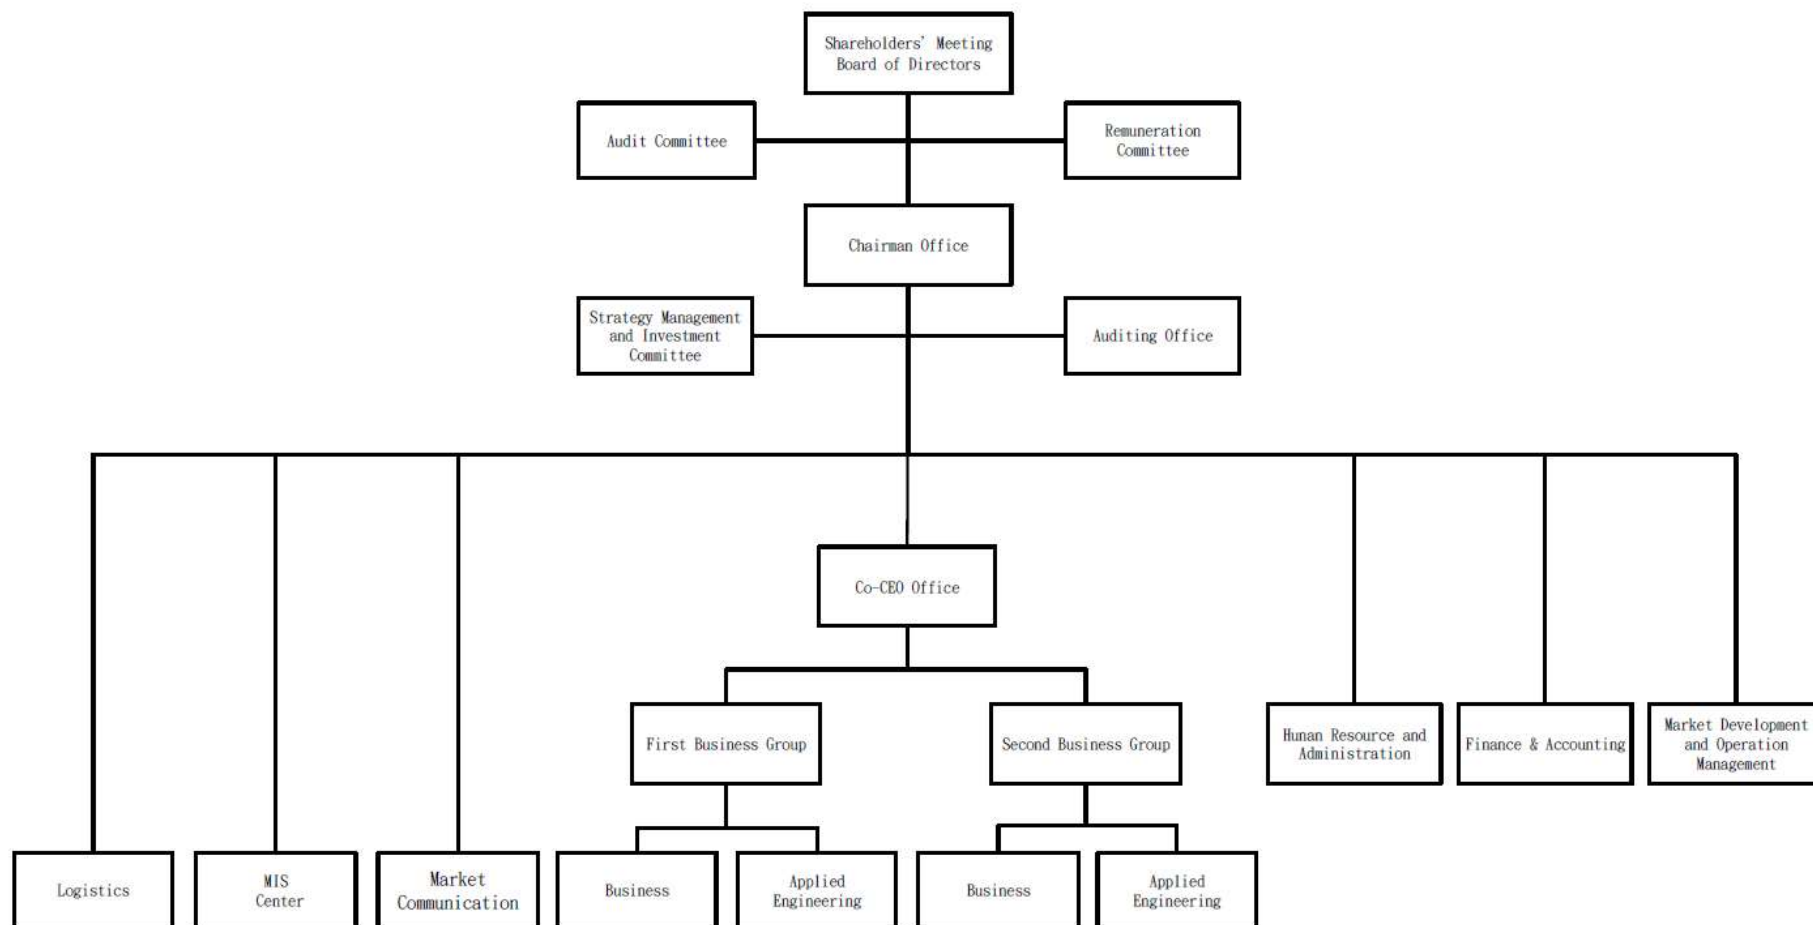 Shareholders' Meeting
Board of Directors
Audit Committee
Remuneration
Committee
Chairman Office
Strategy Management
and Investment
Committee
Auditing Office
Co-CEO Office
First Business Group
Second Business Group
Hunan Resource and
Administration
Finance & Accounting
Market Development
and Operation
Management
Logistics
MIS
Center
Market
Communication
Business
Applied
Engineering
Business
Applied
Engineering